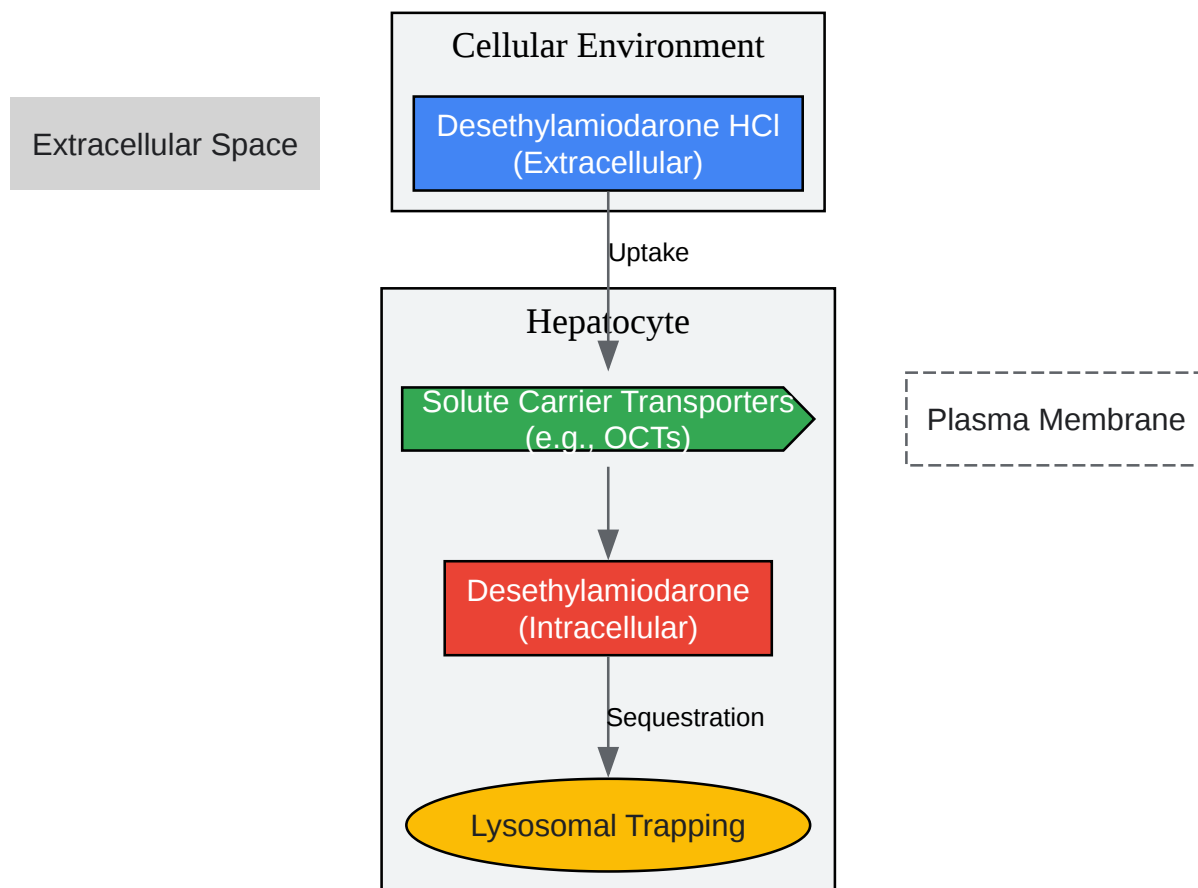 Cellular Environment
Extracellular Space
Desethylamiodarone HCl
(Extracellular)
Uptake
Hepatocyte
Solute Carrier Transporters
(e.g., OCTs)
Plasma Membrane
Desethylamiodarone
(Intracellular)
Sequestration
Lysosomal Trapping